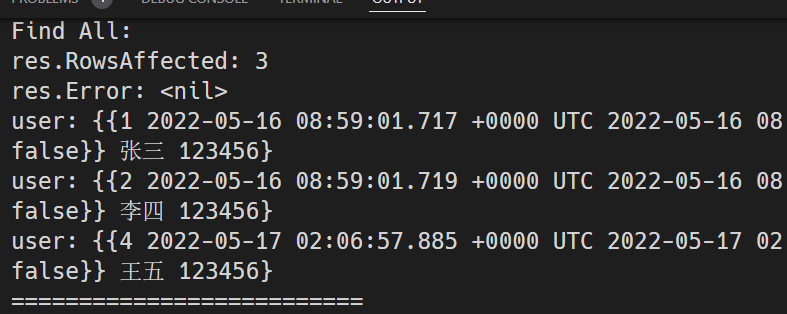 PROBLEMS 4 DEBUG CONSOLE TERMINAL OUTPUT
Find All:
res.RowsAffected: 3
res.Error: <nil>
user: {{1 2022-05-16 08:59:01.717 +0000 UTC 2022-05-16 08
false}} 张三 123456}
user: {{2 2022-05-16 08:59:01.719 +0000 UTC 2022-05-16 08
false}} 李四 123456}
user: {{4 2022-05-17 02:06:57.885 +0000 UTC 2022-05-17 02
false}} 王五 123456}
==========================